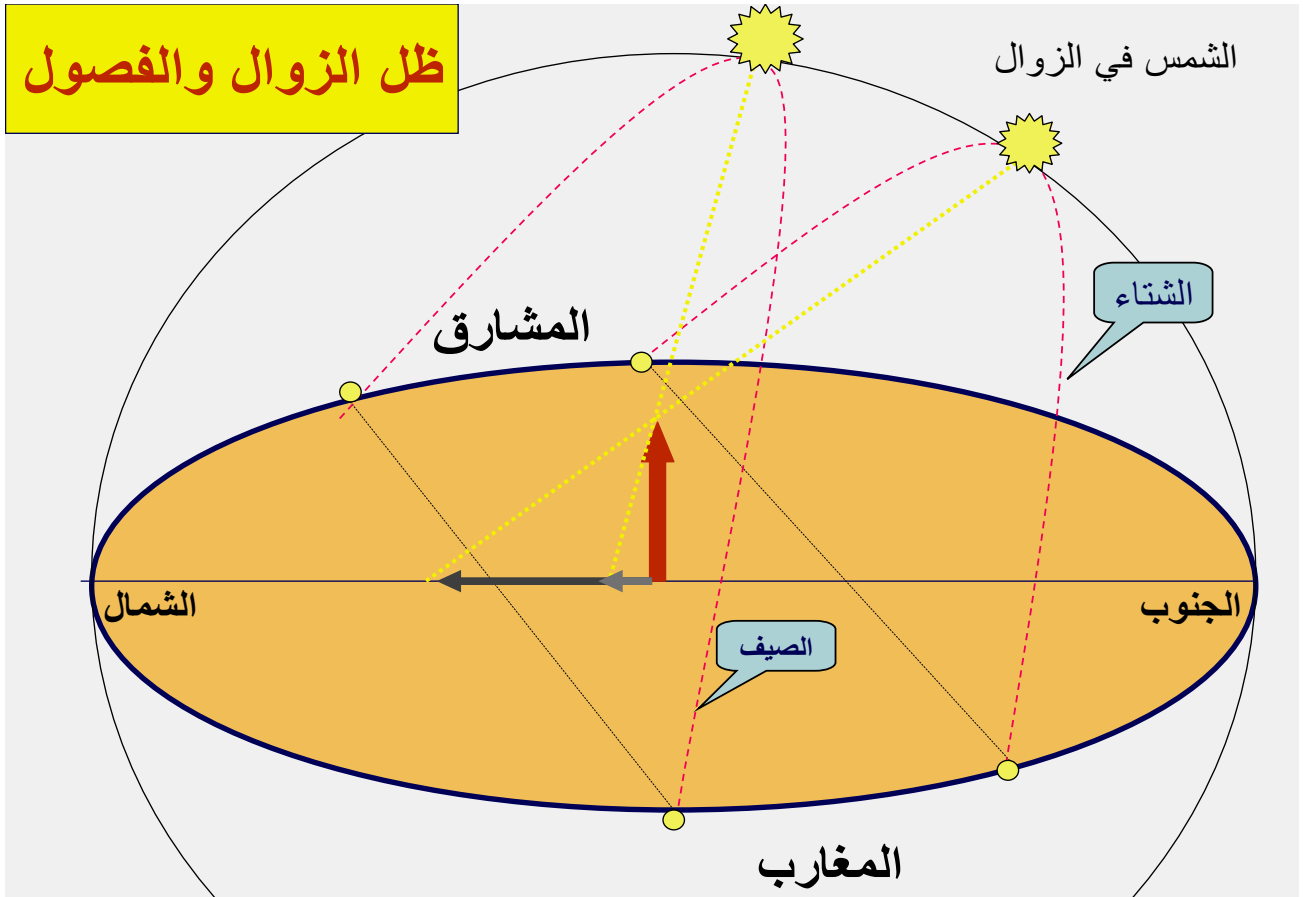 ظل الزوال والفصول
الشمس في الزوال
الشتاء
المشارق
الجنوب
الشمال
الصيف
المغارب